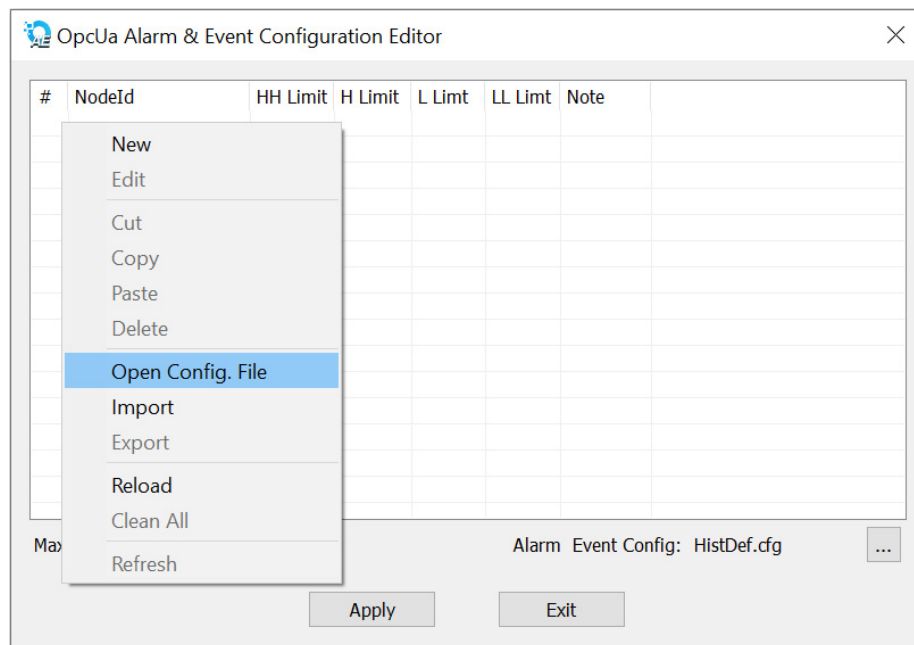 OpcUa Alarm & Event Configuration Editor
# NodeId HH Limit H Limit L Limt LL Limt Note
New
Edit
Cut
Copy
Paste
Delete
Open Config. File
Import
Export
Reload
Clean All
Refresh
Alarm Event Config: HistDef.cfg ...
Apply Exit